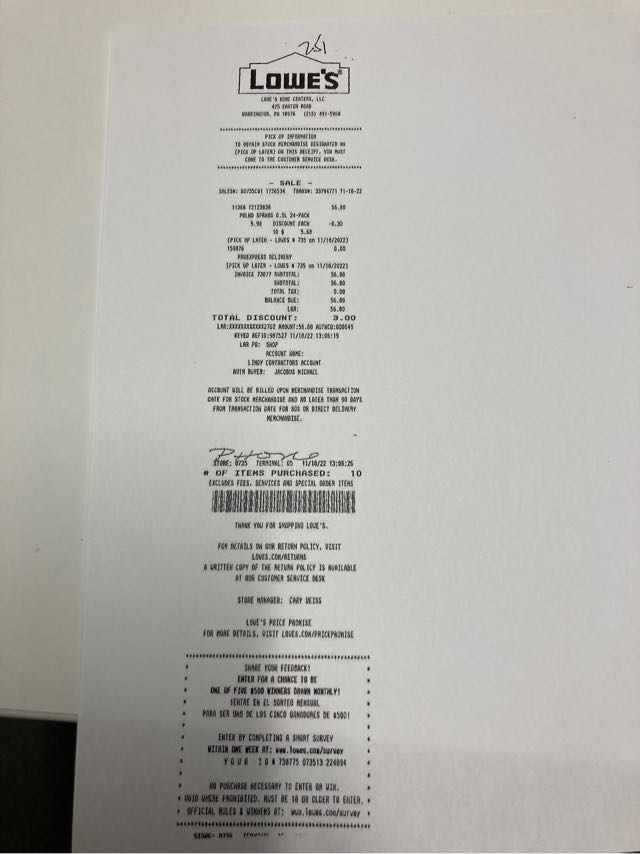 251
LOWE'S
LOWE'S HOME CENTERS, LLC
425 EASTON ROAD
WARRINGTON, PA 18976 (215) 491-5960
PICK UP INFORMATION
TO OBTAIN STOCK MERCHANDISE DESIGNATED AS
(PICK UP LATER) ON THIS RECEIPT, YOU MUST
COME TO THE CUSTOMER SERVICE DESK.
- SALE -
SALES#: TRANS#: 33794771 11-18-22
56.80
POLND SPRNGS 0.5L 24-PACK
5.98 DISCOUNT EACH -0.30
10 @ 5.68
[PICK UP LATER - LOWES # 735 on 11/18/2022]
0.00
PROEXPRESS DELIVERY
[PICK UP LATER - LOWES # 735 on 11/18/2022]
INVOICE 73077 SUBTOTAL: 56.80
SUBTOTAL: 56.80
TOTAL TAX: 0.00
BALANCE DUE: 56.80
LAR: 56.80
TOTAL DISCOUNT: 3.00
LAR:XXXXXXXXXXXX2702 AMOUNT:56.80 AUTHCD:000649
KEYED REFID:997527 11/18/22 13:06:19
LAR PO: SHOP
ACCOUNT NAME:
LINDY CONTRACTORS ACCOUNT
AUTH BUYER: JACOBUS MICHAEL
ACCOUNT WILL BE BILLED UPON MERCHANDISE TRANSACTION
DATE FOR STOCK MERCHANDISE AND NO LATER THAN 90 DAYS
FROM TRANSACTION DATE FOR SOS OR DIRECT DELIVERY
MERCHANDISE.
PHONE
STORE: 0735 TERMINAL: 05 11/18/22 13:06:26
# OF ITEMS PURCHASED: 10
EXCLUDES FEES, SERVICES AND SPECIAL ORDER ITEMS
THANK YOU FOR SHOPPING LOWE'S.
FOR DETAILS ON OUR RETURN POLICY, VISIT
LOWES.COM/RETURNS
A WRITTEN COPY OF THE RETURN POLICY IS AVAILABLE
AT OUR CUSTOMER SERVICE DESK
STORE MANAGER: CARY WEISS
LOWE'S PRICE PROMISE
FOR MORE DETAILS, VISIT LOWES.COM/PRICEPROMISE
SHARE YOUR FEEDBACK!
ENTER FOR A CHANCE TO BE
ONE OF FIVE $500 WINNERS DRAWN MONTHLY!
!ENTRE EN EL SORTEO MENSUAL
PARA SER UNO DE LOS CINCO GANADORES DE $500!
ENTER BY COMPLETING A SHORT SURVEY
WITHIN ONE WEEK AT: www.lowes.com/survey
Y O U R I D # 738775 073513 224894
NO PURCHASE NECESSARY TO ENTER OR WIN.
VOID WHERE PROHIBITED. MUST BE 18 OR OLDER TO ENTER.
OFFICIAL RULES & WINNERS AT: www.lowes.com/survey
STORE: 0735